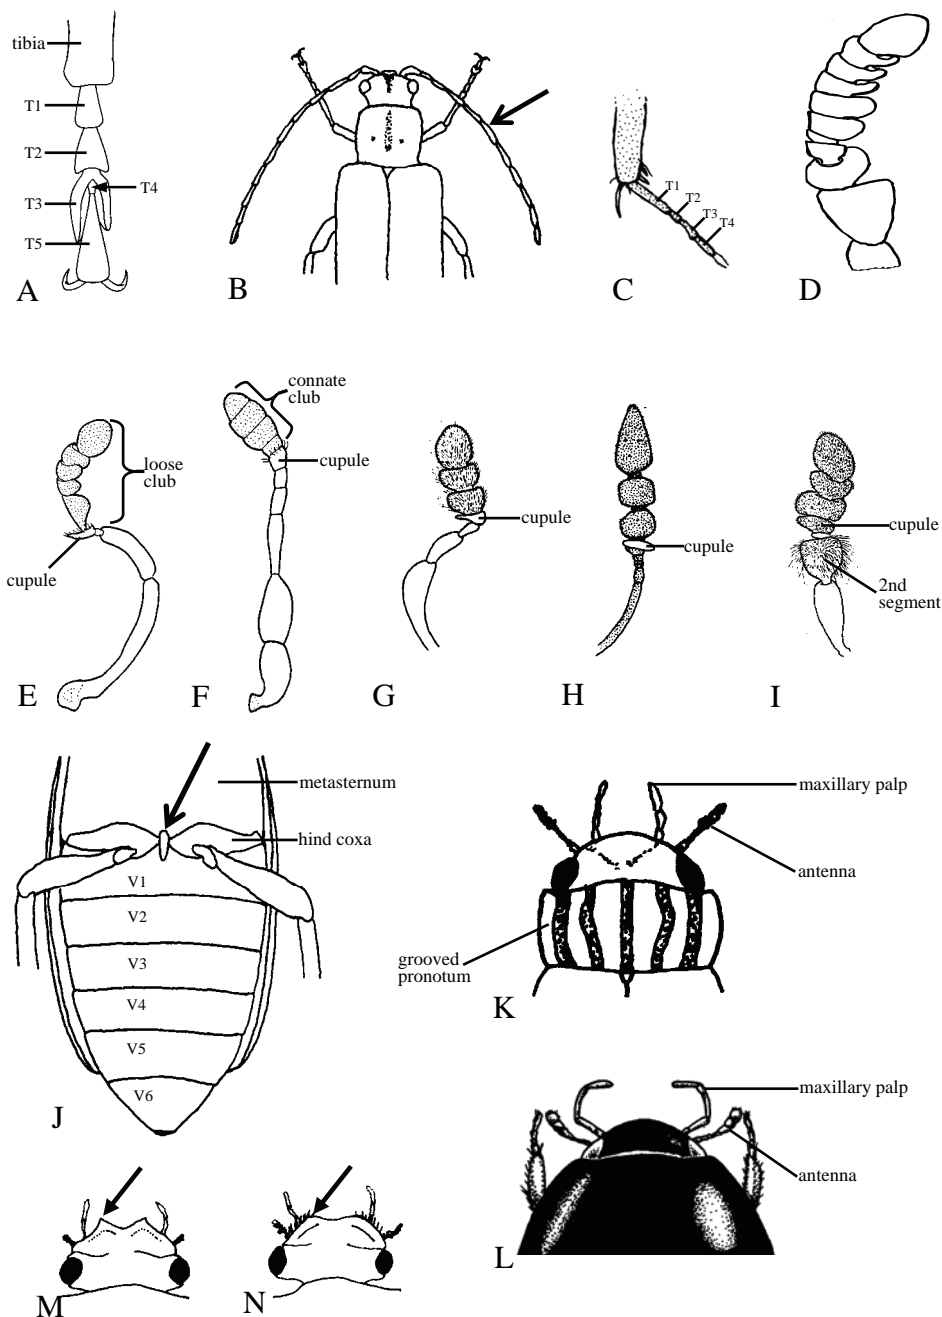 tibia
T1
T2
T4
T3
T5
A
B
T1
T2
T3
T4
C
D
loose
club
cupule
E
connate
club
cupule
F
cupule
G
cupule
H
cupule
2nd
segment
I
metasternum
hind coxa
V1
V2
V3
V4
V5
V6
J
maxillary palp
antenna
grooved
pronotum
K
maxillary palp
antenna
L
M
N